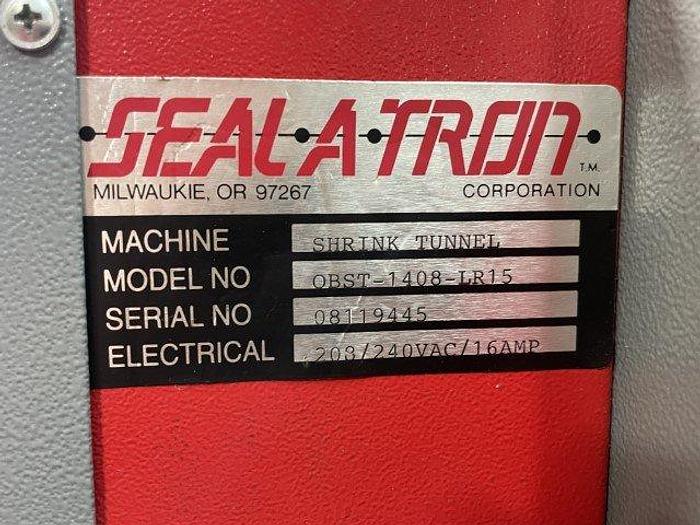 SEAL•A•TRON T.M.
MILWAUKIE, OR 97267 CORPORATION
MACHINE SHRINK TUNNEL
MODEL NO OBST-1408-LR15
SERIAL NO 08119445
ELECTRICAL 208/240VAC/16AMP